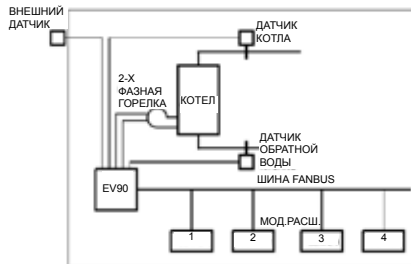 ВНЕШНИЙ
ДАТЧИК
ДАТЧИК
КОТЛА
2-Х
ФАЗНАЯ
ГОРЕЛКА
КОТЕЛ
ДАТЧИК
ОБРАТНОЙ
ВОДЫ
ШИНА FANBUS
EV90
МОД.РАСШ.
1
2
3
4